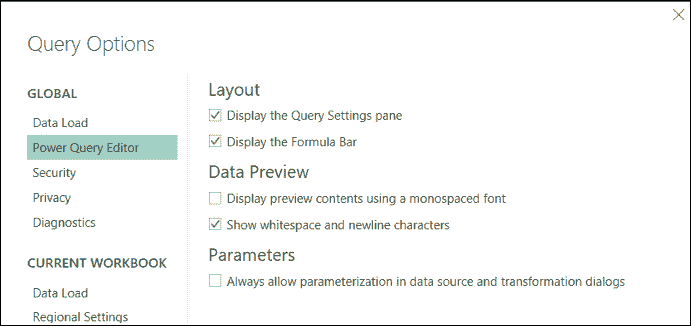 Query Options
GLOBAL
Data Load
Power Query Editor
Security
Privacy
Diagnostics
CURRENT WORKBOOK
Data Load
Regional Settings
Layout
Display the Query Settings pane
Display the Formula Bar
Data Preview
Display preview contents using a monospaced font
Show whitespace and newline characters
Parameters
Always allow parameterization in data source and transformation dialogs